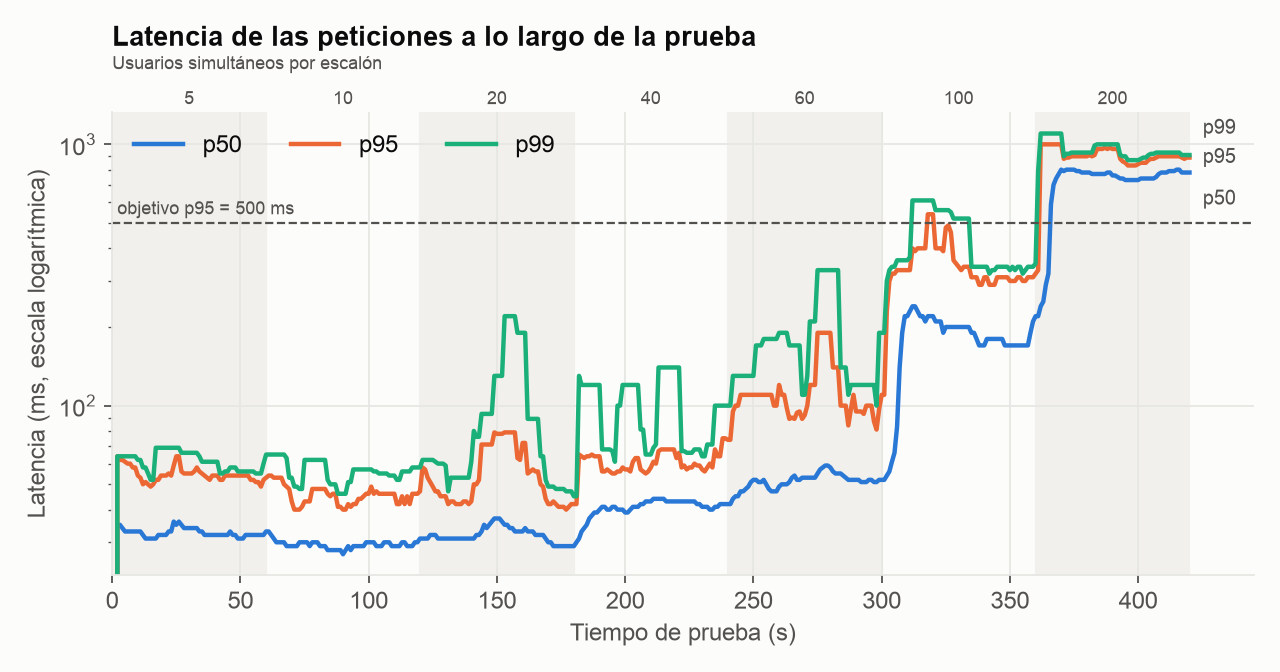 Latencia de las peticiones a lo largo de la prueba
Usuarios simultáneos por escalón
5 10 20 40 60 100 200
p50 p95 p99
objetivo p95 = 500 ms
p99
p95
p50
10³
10²
Latencia (ms, escala logarítmica)
0 50 100 150 200 250 300 350 400
Tiempo de prueba (s)